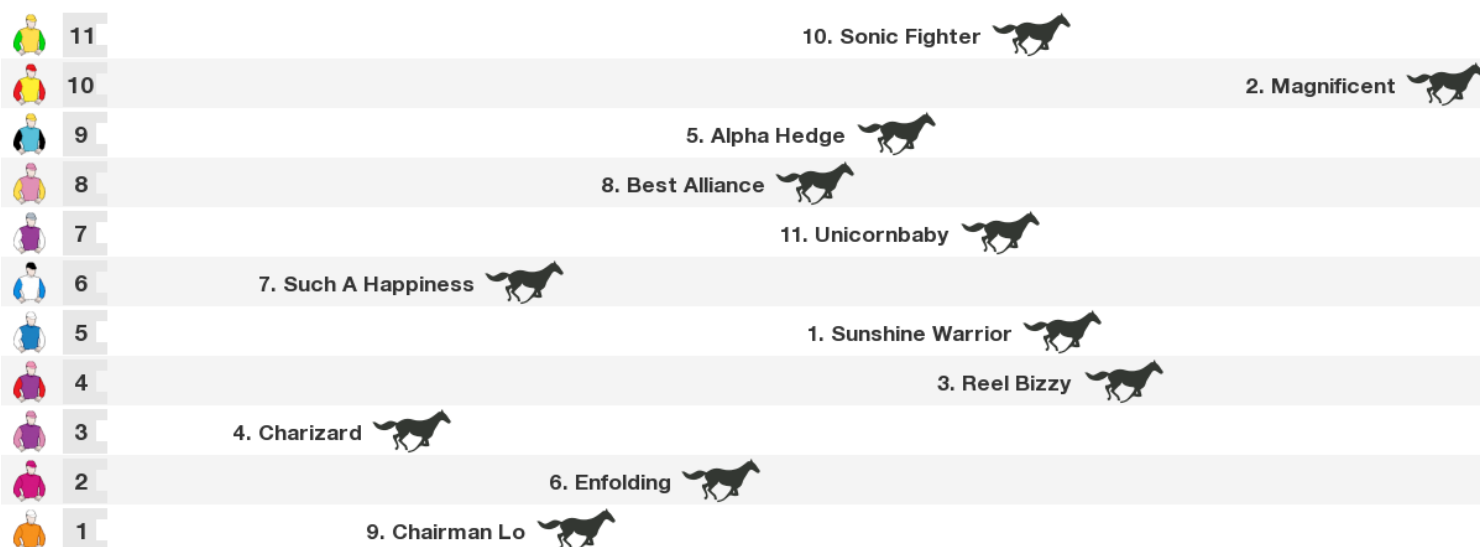 11 10. Sonic Fighter
10 2. Magnificent
9 5. Alpha Hedge
8 8. Best Alliance
7 11. Unicornbaby
6 7. Such A Happiness
5 1. Sunshine Warrior
4 3. Reel Bizzy
3 4. Charizard
2 6. Enfolding
1 9. Chairman Lo